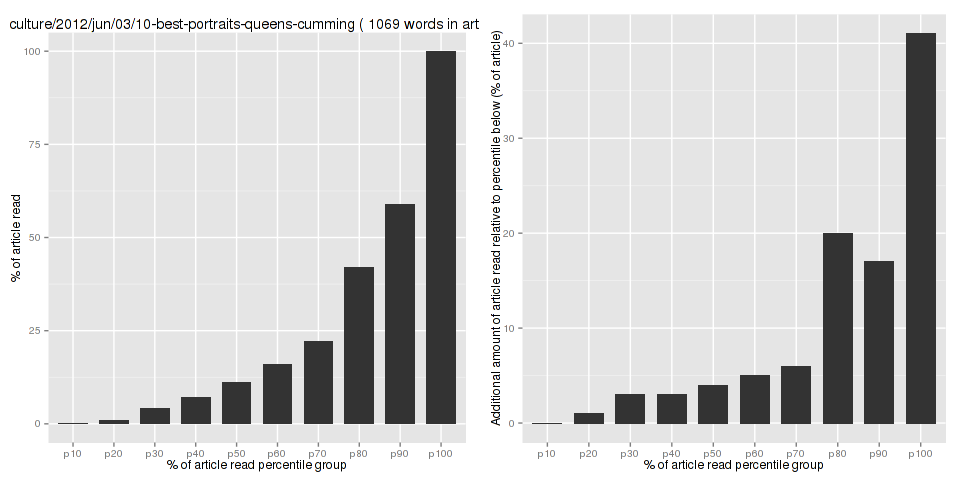 culture/2012/jun/03/10-best-portraits-queens-cumming ( 1069 words in art
% of article read
100
75
50
25
0
p10 p20 p30 p40 p50 p60 p70 p80 p90 p100
% of article read percentile group
Additional amount of article read relative to percentile below (% of article)
40
30
20
10
0
p10 p20 p30 p40 p50 p60 p70 p80 p90 p100
% of article read percentile group